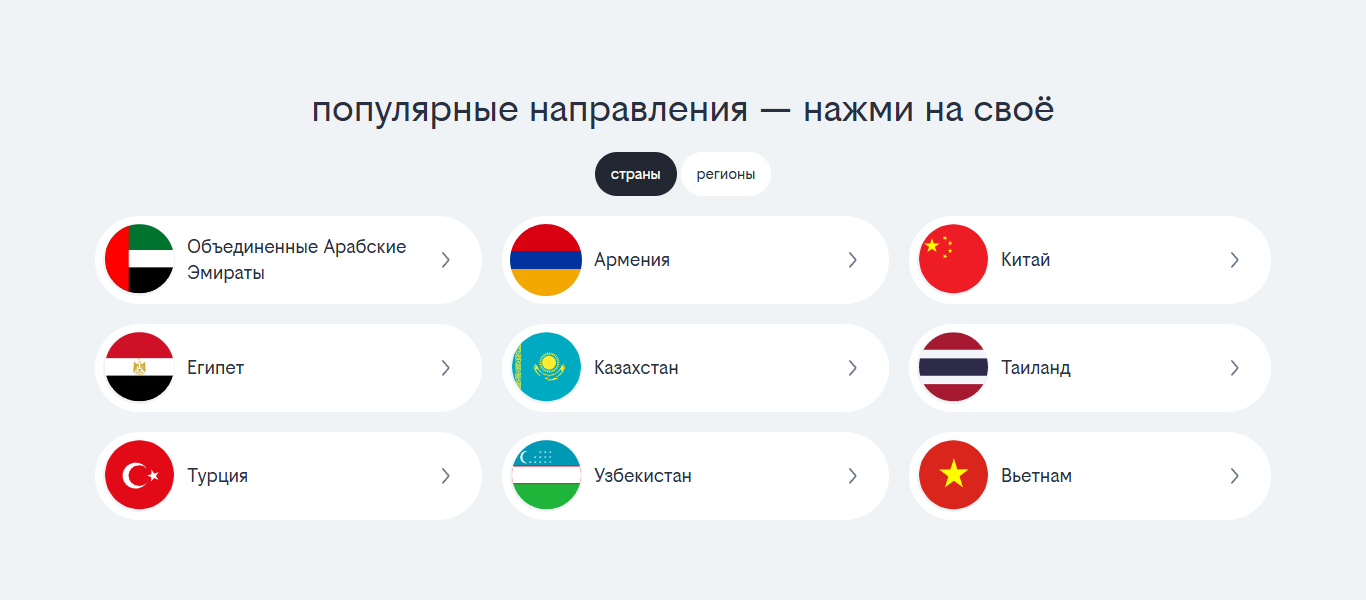 популярные направления — нажми на своё
страны
регионы
Объединенные Арабские
Эмираты
Армения
Китай
Египет
Казахстан
Таиланд
Турция
Узбекистан
Вьетнам